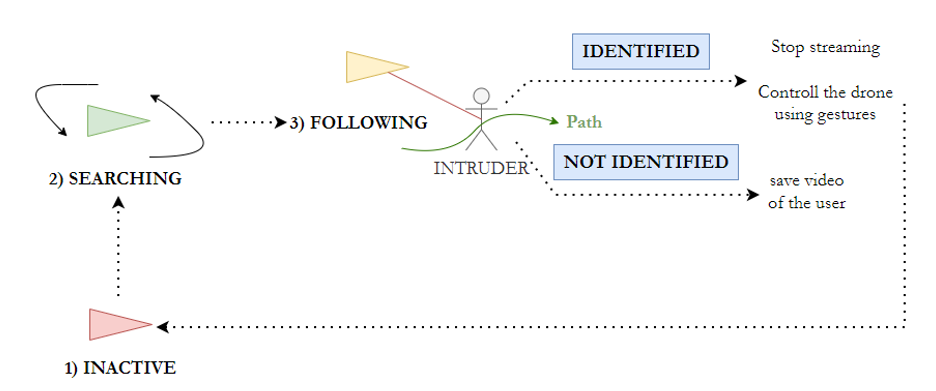 IDENTIFIED
Stop streaming
Controll the drone
using gestures
3) FOLLOWING
Path
INTRUDER
NOT IDENTIFIED
2) SEARCHING
save video
of the user
1) INACTIVE